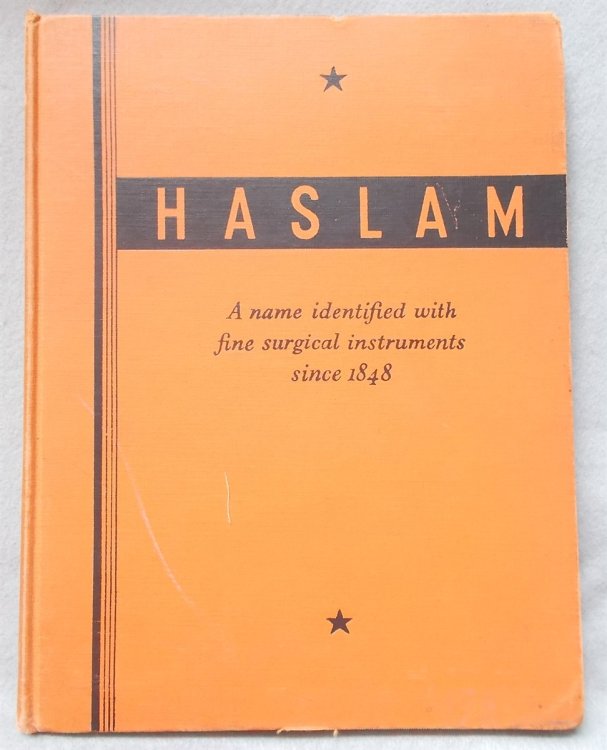 HASLAM
A name identified with
fine surgical instruments
since 1848